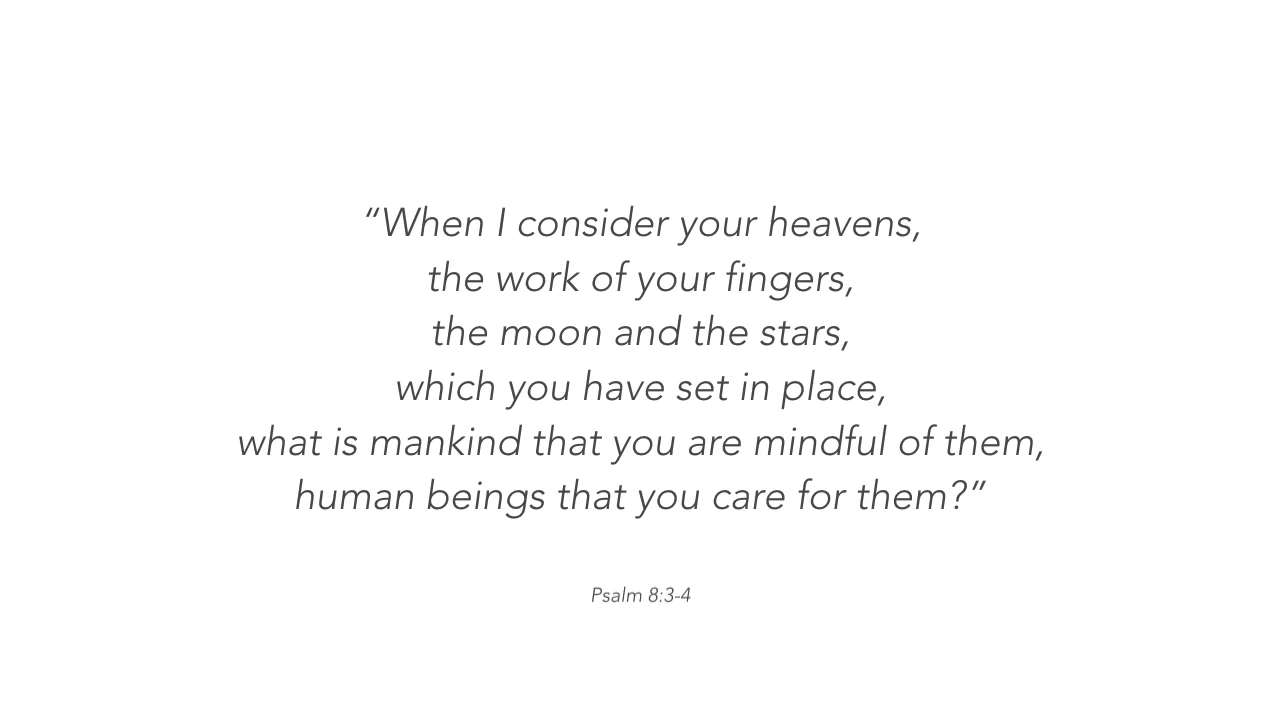 “When I consider your heavens,
the work of your fingers,
the moon and the stars,
which you have set in place,
what is mankind that you are mindful of them,
human beings that you care for them?”
Psalm 8:3-4